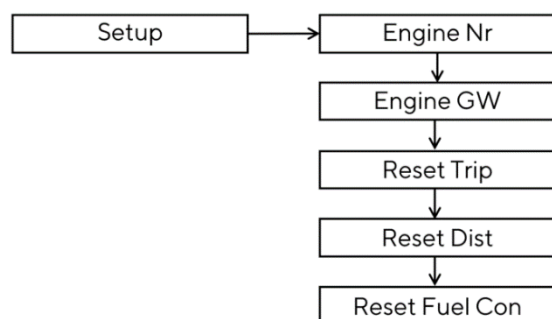 Setup
Engine Nr
Engine GW
Reset Trip
Reset Dist
Reset Fuel Con